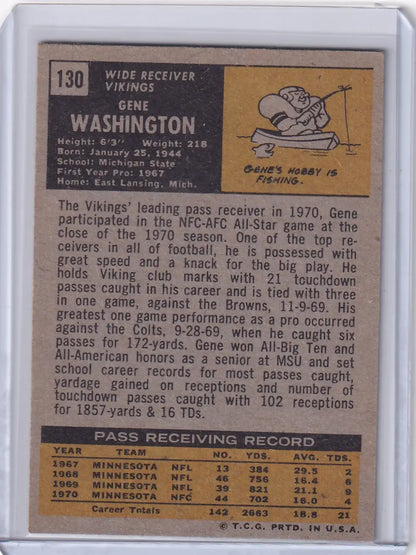 130
WIDE RECEIVER
VIKINGS
GENE
WASHINGTON
Height: 6'3" Weight: 218
Born: January 25, 1944
School: Michigan State
First Year Pro: 1967
Home: East Lansing, Mich.
GENE'S HOBBY IS
FISHING.
The Vikings' leading pass receiver in 1970, Gene
participated in the NFC-AFC All-Star game at the
close of the 1970 season. One of the top re-
ceivers in all of football, he is possessed with
great speed and a knack for the big play. He
holds Viking club marks with 21 touchdown
passes caught in his career and is tied with three
in one game, against the Browns, 11-9-69. His
greatest one game performance as a pro occurred
against the Colts, 9-28-69, when he caught six
passes for 172-yards. Gene won All-Big Ten and
All-American honors as a senior at MSU and set
school career records for most passes caught,
yardage gained on receptions and number of
touchdown passes caught with 102 receptions
for 1857-yards & 16 TDs.
PASS RECEIVING RECORD
YEAR TEAM NO. YDS. AVG. TDS.
1967 MINNESOTA NFL 13 384 29.5 2
1968 MINNESOTA NFL 46 756 16.4 6
1969 MINNESOTA NFL 39 821 21.1 9
1970 MINNESOTA NFC 44 702 16.0 4
Career Totals 142 2663 18.8 21
© T.C.G. PRTD. IN U.S.A.